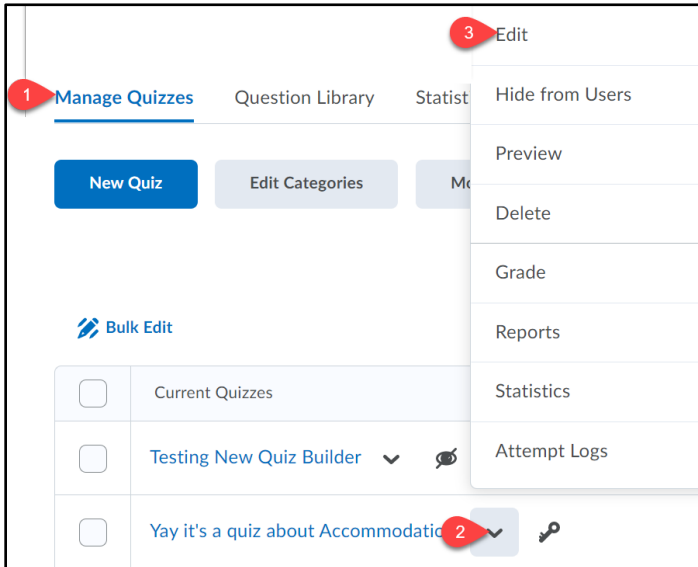 3 Edit
1 Manage Quizzes Question Library Statist
Hide from Users
Preview
New Quiz Edit Categories Mo
Delete
Grade
Bulk Edit
Reports
Current Quizzes
Statistics
Attempt Logs
Testing New Quiz Builder
Yay it's a quiz about Accommodatio 2